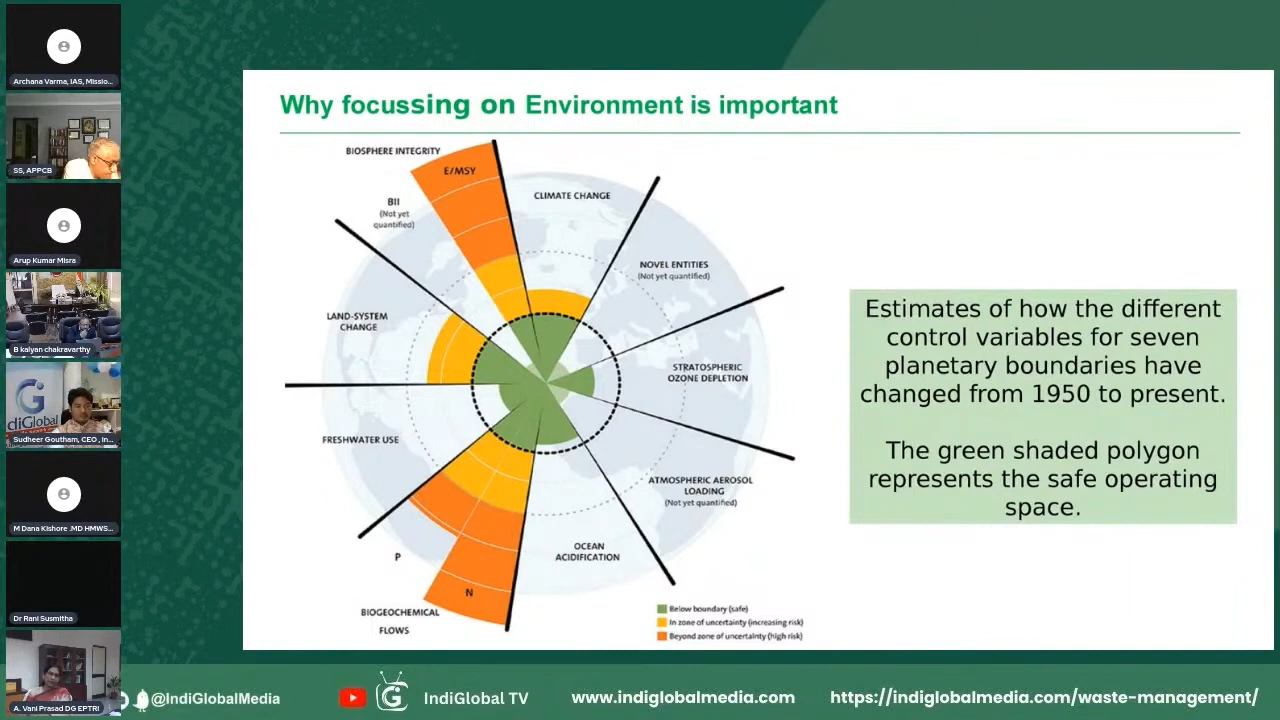 Archana Varma, IAS, Missio...
SS, APPCB
Arup Kumar Misra
B kalyan chakravarthy
diGlobal
Sudheer Goutham, CEO , In...
M Dana Kishore .MD HMWS...
Dr Rani Susmitha
A. Vani Prasad DG EPTRI
Why focussing on Environment is important
BIOSPHERE INTEGRITY
E/MSY
CLIMATE CHANGE
BII
(Not yet
quantified)
NOVEL ENTITIES
(Not yet quantified)
LAND-SYSTEM
CHANGE
STRATOSPHERIC
OZONE DEPLETION
FRESHWATER USE
ATMOSPHERIC AEROSOL
LOADING
(Not yet quantified)
P
OCEAN
ACIDIFICATION
N
BIOGEOCHEMICAL
FLOWS
Below boundary (safe)
In zone of uncertainty (increasing risk)
Beyond zone of uncertainty (high risk)
Estimates of how the different
control variables for seven
planetary boundaries have
changed from 1950 to present.
The green shaded polygon
represents the safe operating
space.
@IndiGlobalMedia
IndiGlobal TV
www.indiglobalmedia.com
https://indiglobalmedia.com/waste-management/